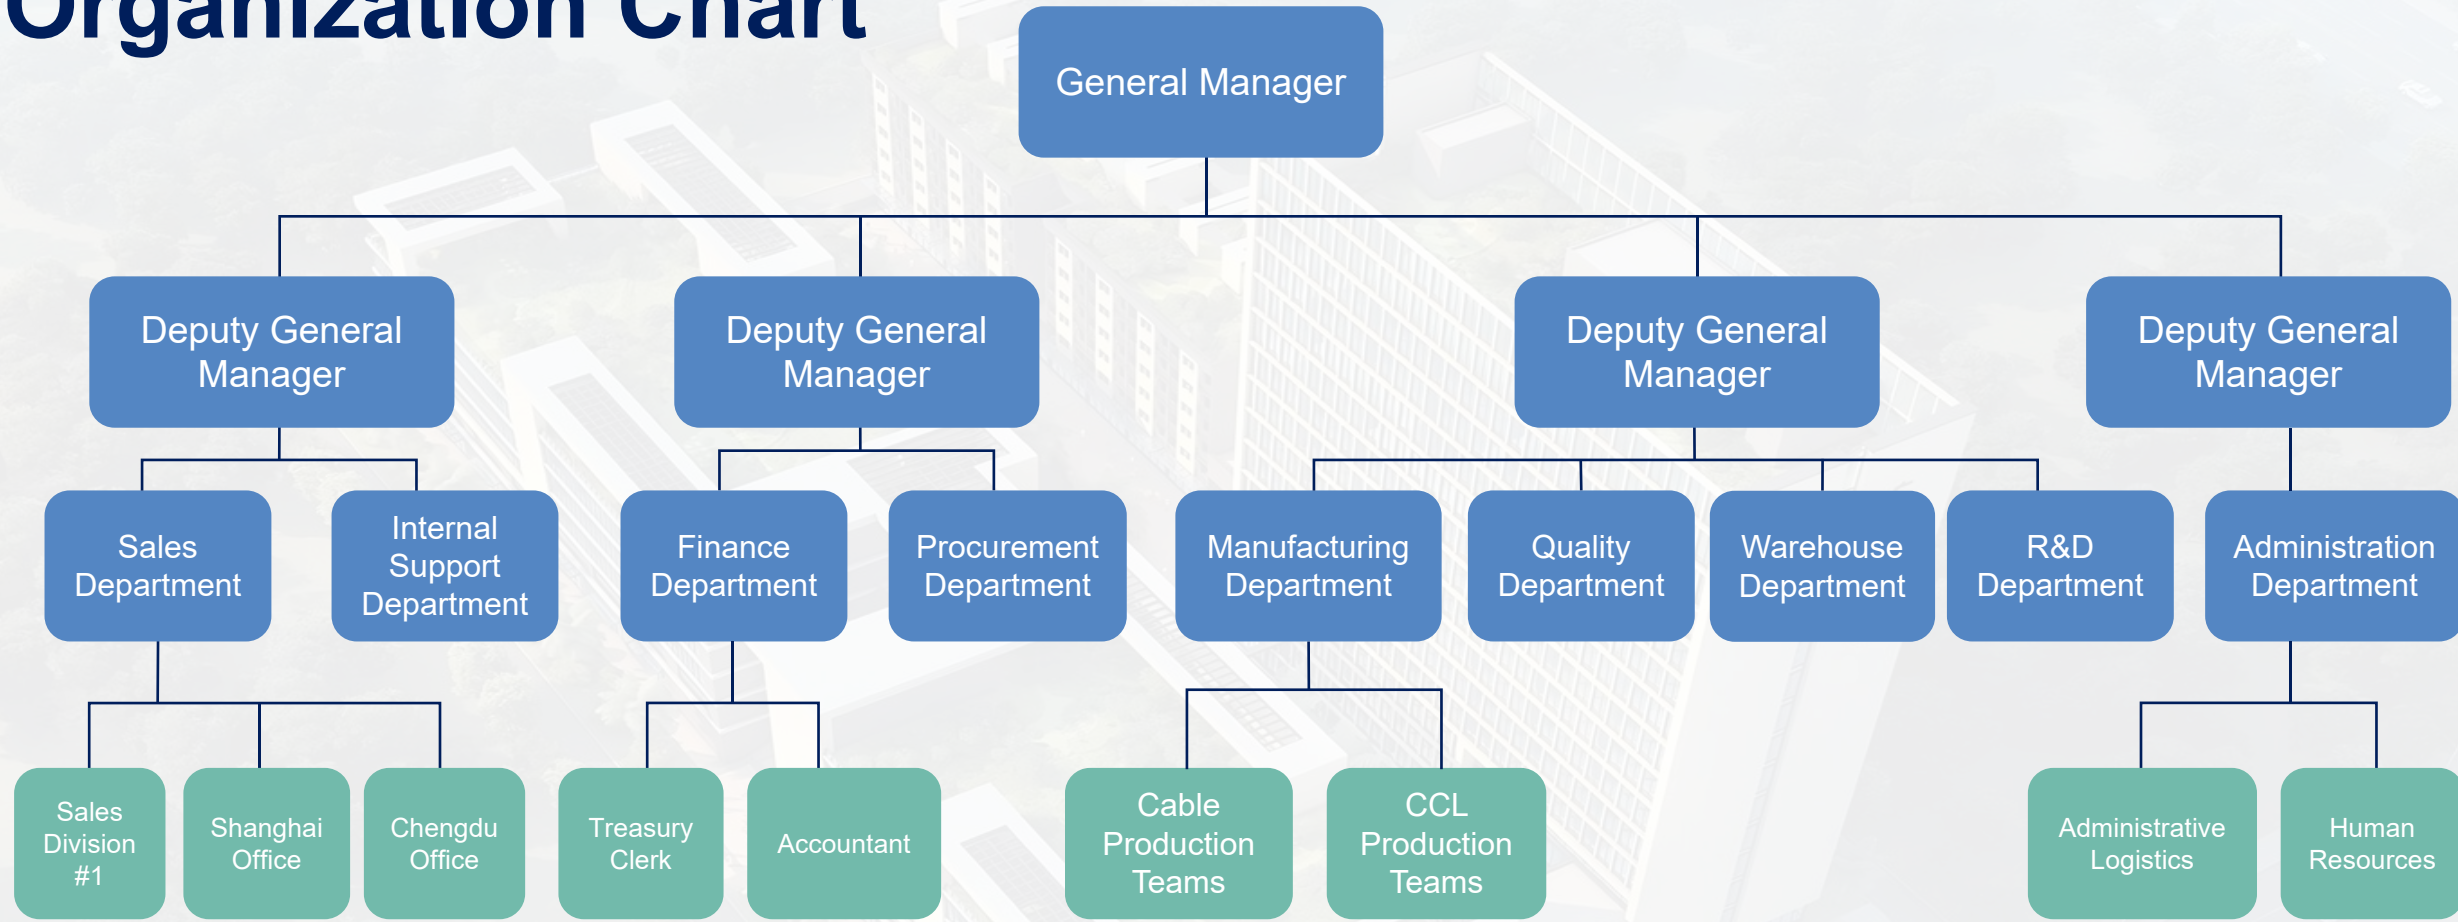 Organization Chart
General Manager
Deputy General
Manager
Deputy General
Manager
Deputy General
Manager
Deputy General
Manager
Sales
Department
Internal
Support
Department
Finance
Department
Procurement
Department
Manufacturing
Department
Quality
Department
Warehouse
Department
R&D
Department
Administration
Department
Sales
Division
#1
Shanghai
Office
Chengdu
Office
Treasury
Clerk
Accountant
Cable
Production
Teams
CCL
Production
Teams
Administrative
Logistics
Human
Resources